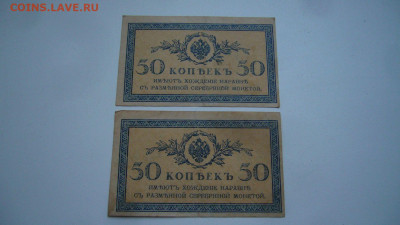 COINS.LAVE.RU
50 КОПѢЕКЪ 50
ИМѢЮТЪ ХОЖДЕНІЕ НАРАВНѢ
СЪ РАЗМѢННОЙ СЕРЕБРЯНОЙ МОНЕТОЙ.
50 КОПѢЕКЪ 50
ИМѢЮТЪ ХОЖДЕНІЕ НАРАВНѢ
СЪ РАЗМѢННОЙ СЕРЕБРЯНОЙ МОНЕТОЙ.